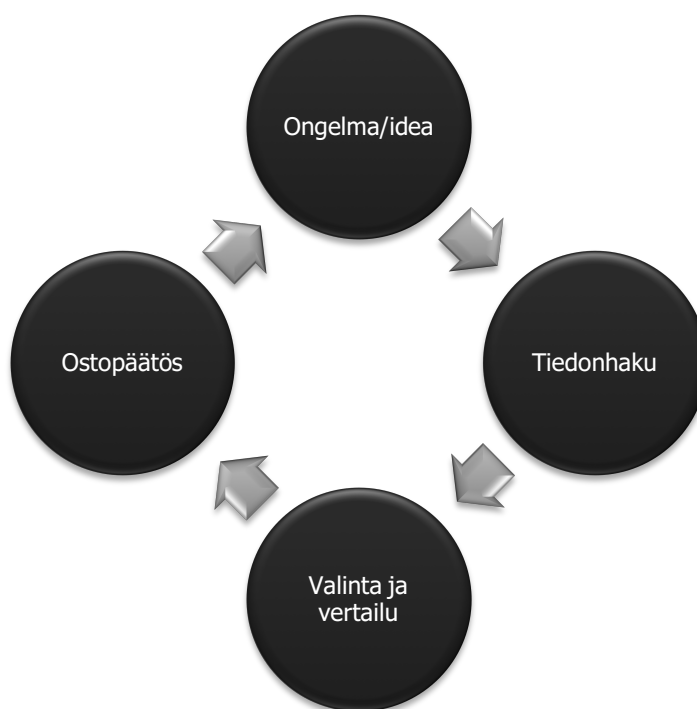 Ongelma/idea
Ostopäätös
Tiedonhaku
Valinta ja
vertailu